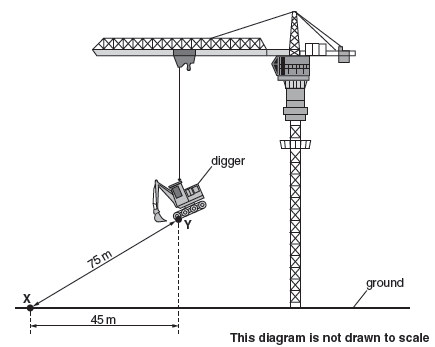 digger
Y
75 m
ground
X
45 m
This diagram is not drawn to scale